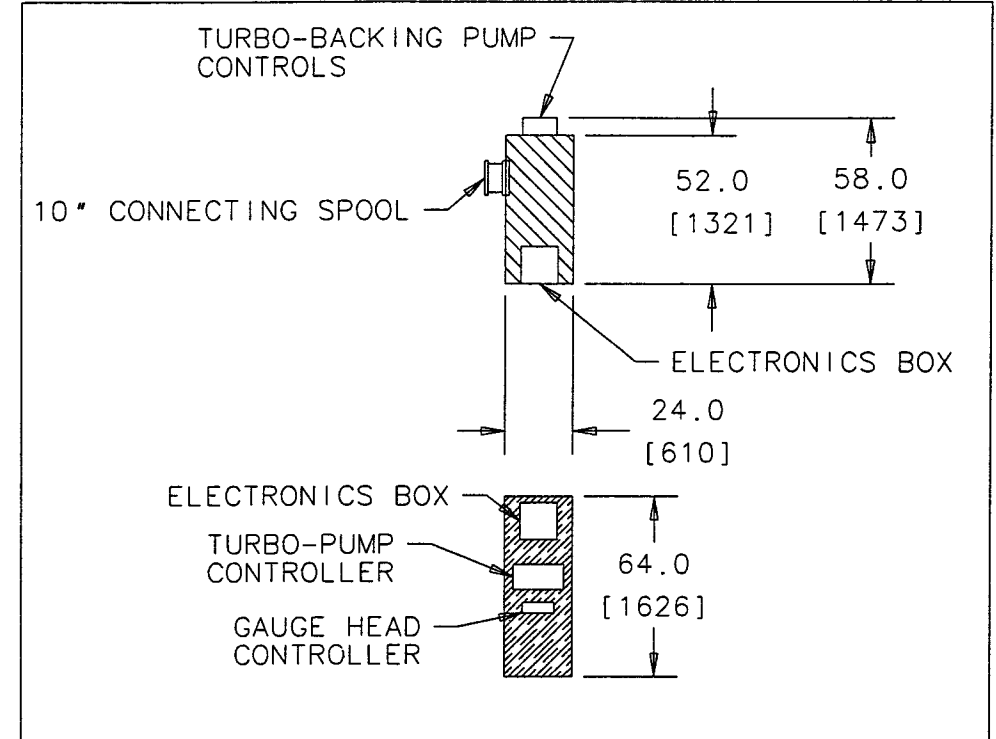 TURBO-BACKING PUMP
CONTROLS
52.0
[1321]
58.0
[1473]
10" CONNECTING SPOOL
ELECTRONICS BOX
24.0
[610]
ELECTRONICS BOX
TURBO-PUMP
CONTROLLER
64.0
[1626]
GAUGE HEAD
CONTROLLER